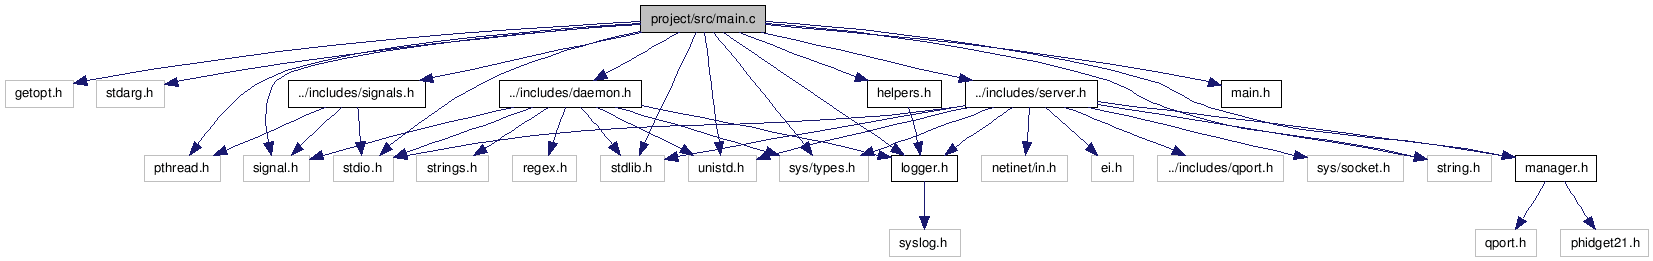 project/src/main.c
getopt.h
stdarg.h
../includes/signals.h
../includes/daemon.h
helpers.h
../includes/server.h
main.h
pthread.h
signal.h
stdio.h
strings.h
regex.h
stdlib.h
unistd.h
sys/types.h
logger.h
netinet/in.h
ei.h
../includes/qport.h
sys/socket.h
string.h
manager.h
syslog.h
qport.h
phidget21.h